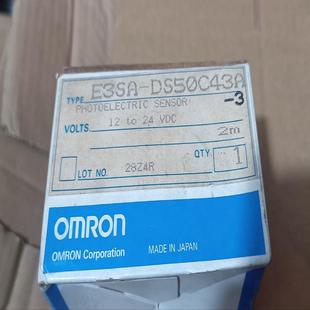 TYPE E3SA-DS50C43A
-3
PHOTOELECTRIC SENSOR
VOLTS 12 to 24 VDC
2m
LOT NO. 28Z4R QTY. 1
OMRON
OMRON Corporation MADE IN JAPAN